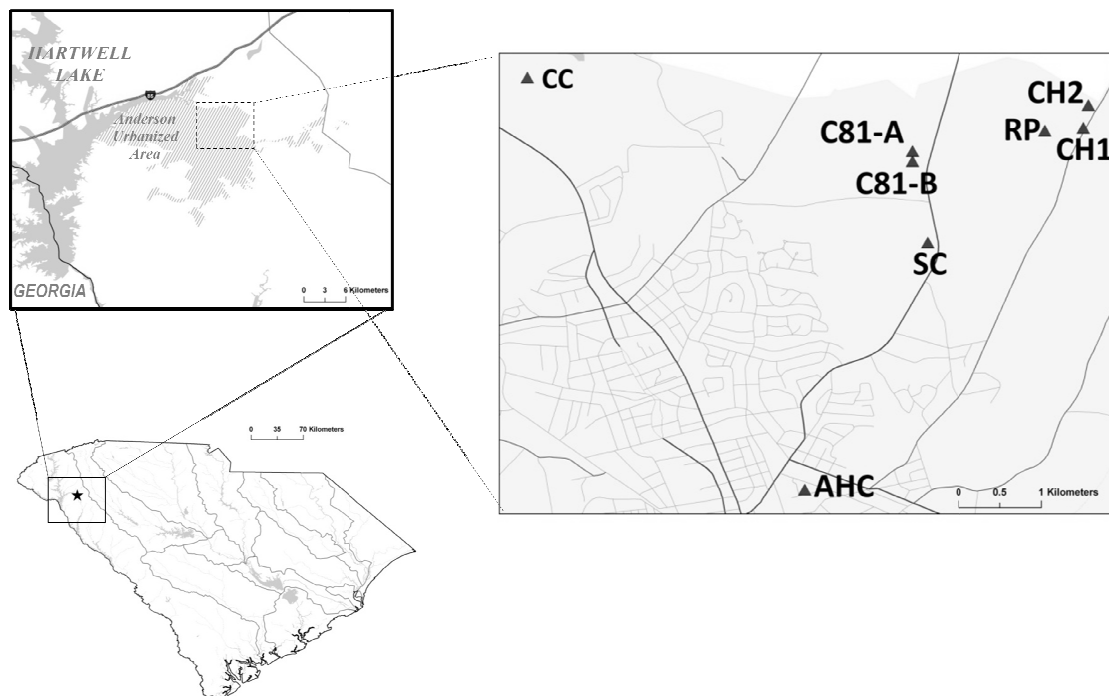 HARTWELL
LAKE
85
Anderson
Urbanized
Area
GEORGIA
0 3 6 Kilometers
CC
CH2
C81-A
RP
CH1
C81-B
SC
AHC
0 0.5 1 Kilometers
0 35 70 Kilometers